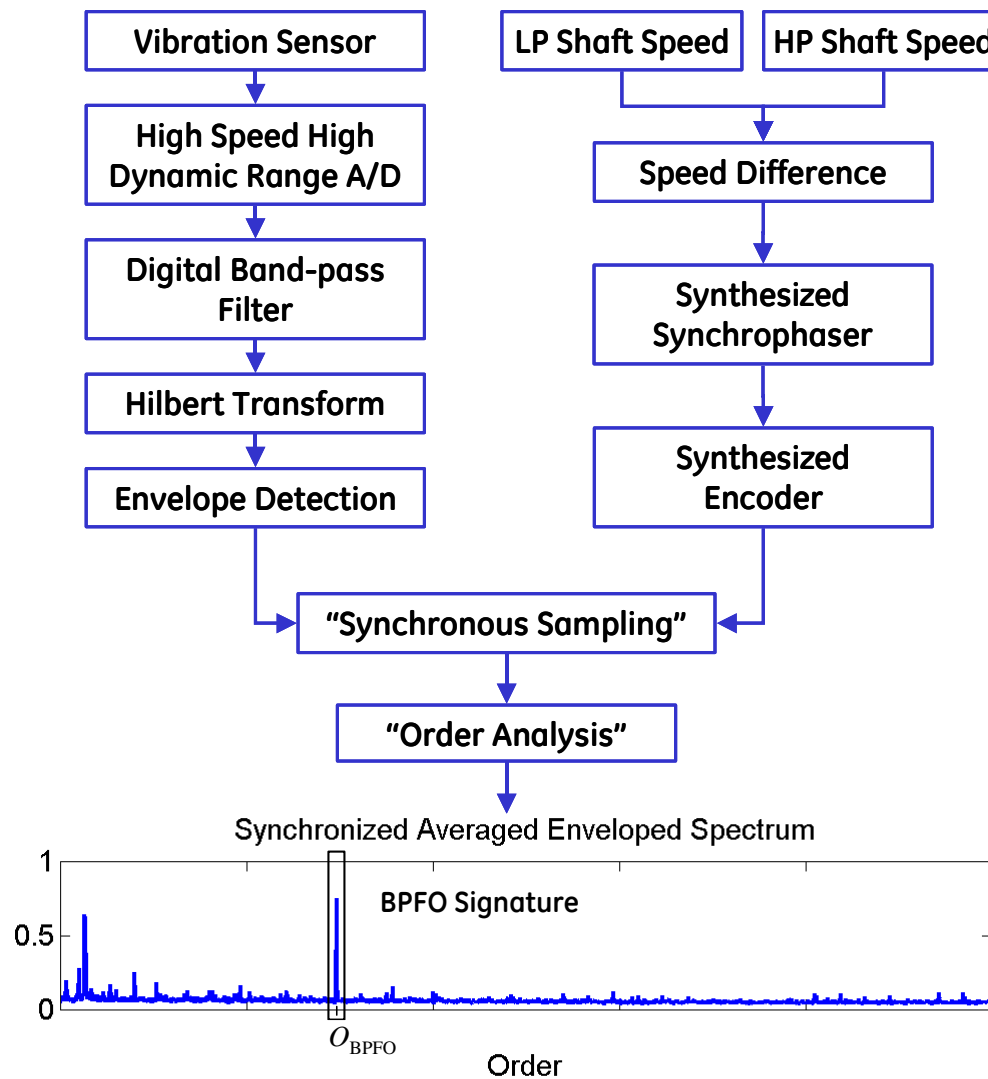 Vibration Sensor
LP Shaft Speed
HP Shaft Speed
High Speed High
Dynamic Range A/D
Speed Difference
Digital Band-pass
Filter
Synthesized
Synchrophaser
Hilbert Transform
Synthesized
Encoder
Envelope Detection
“Synchronous Sampling”
“Order Analysis”
Synchronized Averaged Enveloped Spectrum
1
BPFO Signature
0.5
0
O_BPFO
Order